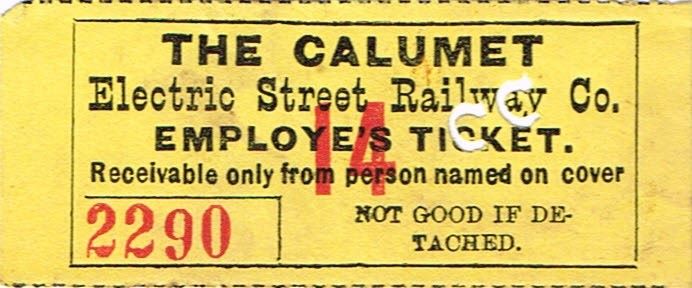 THE CALUMET
Electric Street Railway Co.
EMPLOYE'S TICKET.
14
Receivable only from person named on cover
2290
NOT GOOD IF DE-
TACHED.